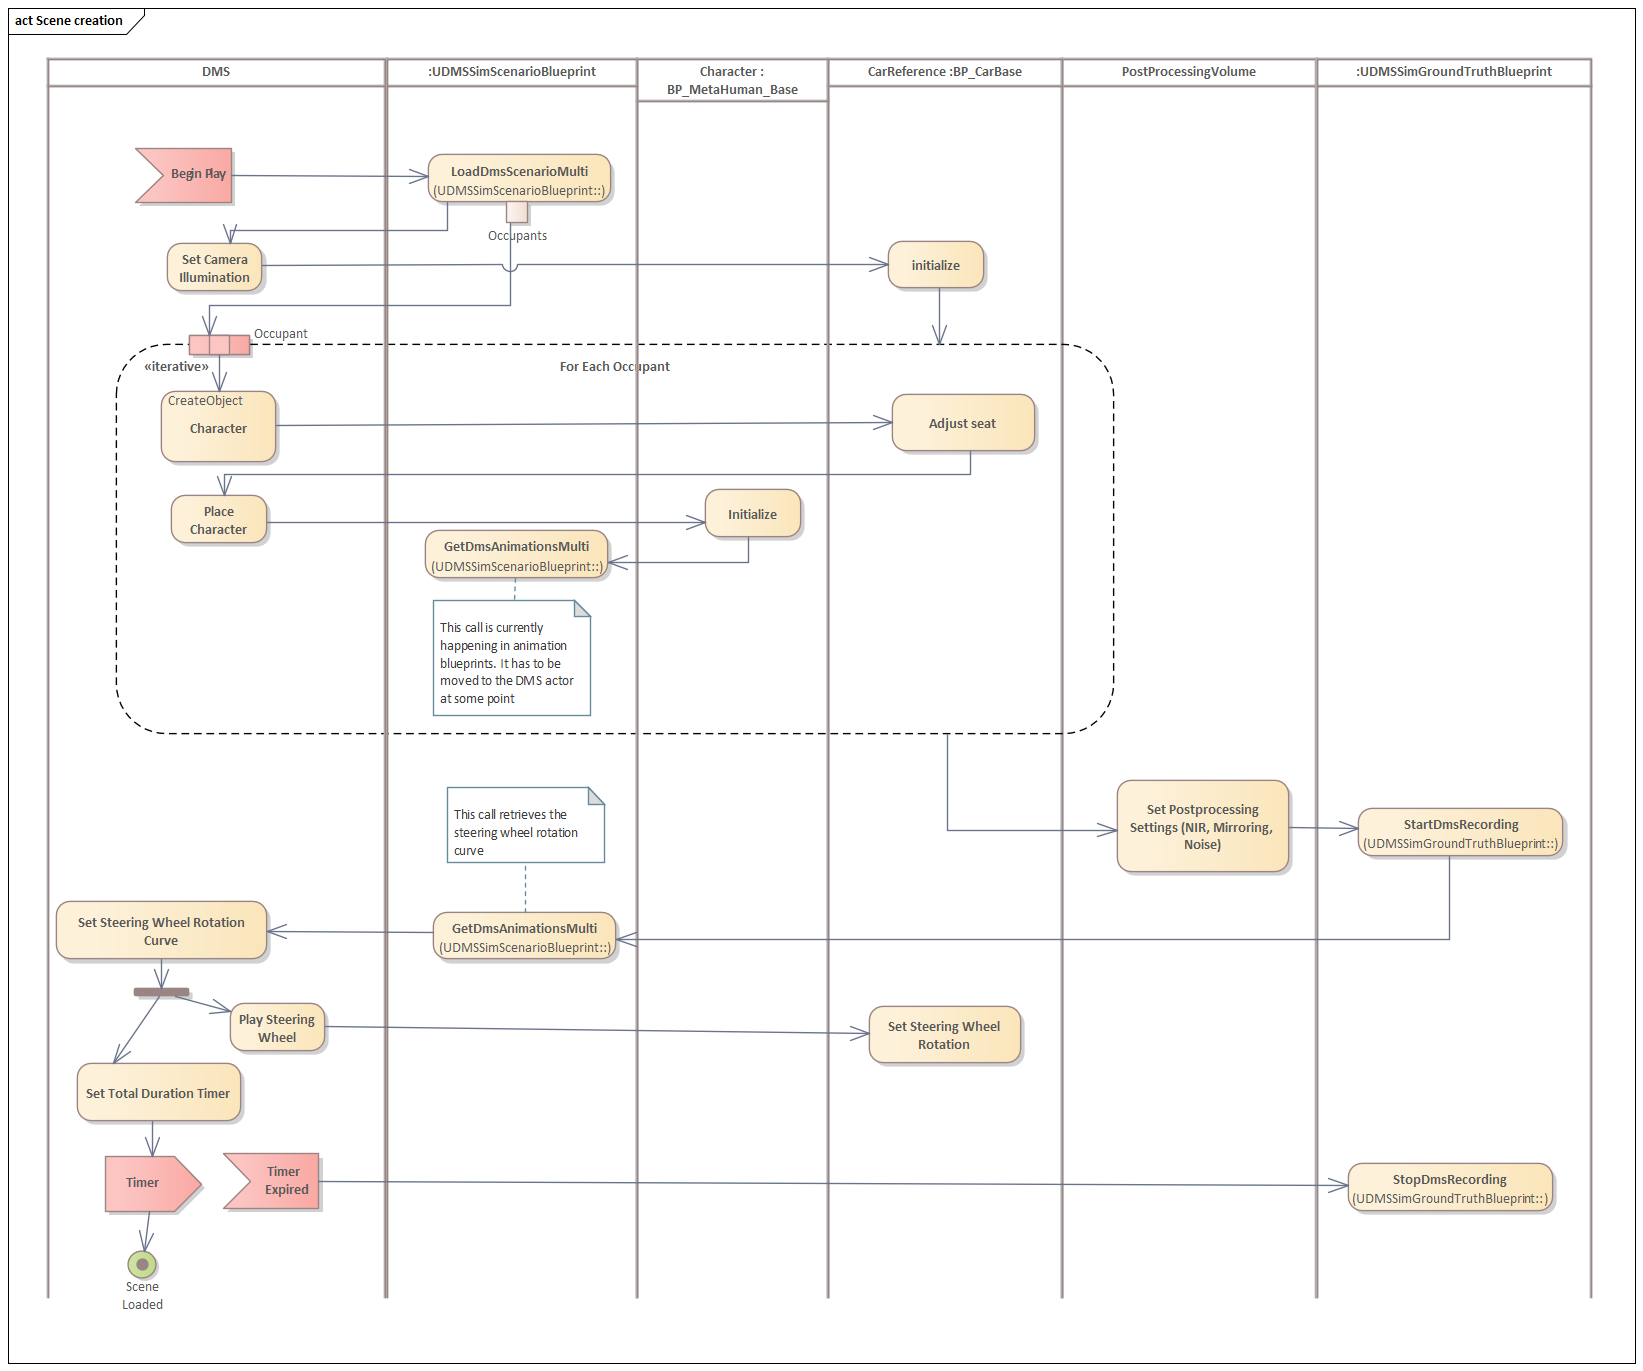 act Scene creation
DMS
:UDMSSimScenarioBlueprint
Character :
BP_MetaHuman_Base
CarReference :BP_CarBase
PostProcessingVolume
:UDMSSimGroundTruthBlueprint
Begin Play
LoadDmsScenarioMulti
(UDMSSimScenarioBlueprint::)
Occupants
Set Camera
Illumination
initialize
Occupant
«iterative»
For Each Occupant
CreateObject
Character
Adjust seat
Place
Character
Initialize
GetDmsAnimationsMulti
(UDMSSimScenarioBlueprint::)
This call is currently
happening in animation
blueprints. It has to be
moved to the DMS actor
at some point
This call retrieves the
steering wheel rotation
curve
Set Postprocessing
Settings (NIR, Mirroring,
Noise)
StartDmsRecording
(UDMSSimGroundTruthBlueprint::)
Set Steering Wheel Rotation
Curve
GetDmsAnimationsMulti
(UDMSSimScenarioBlueprint::)
Play Steering
Wheel
Set Steering Wheel
Rotation
Set Total Duration Timer
Timer
Timer
Expired
StopDmsRecording
(UDMSSimGroundTruthBlueprint::)
Scene
Loaded